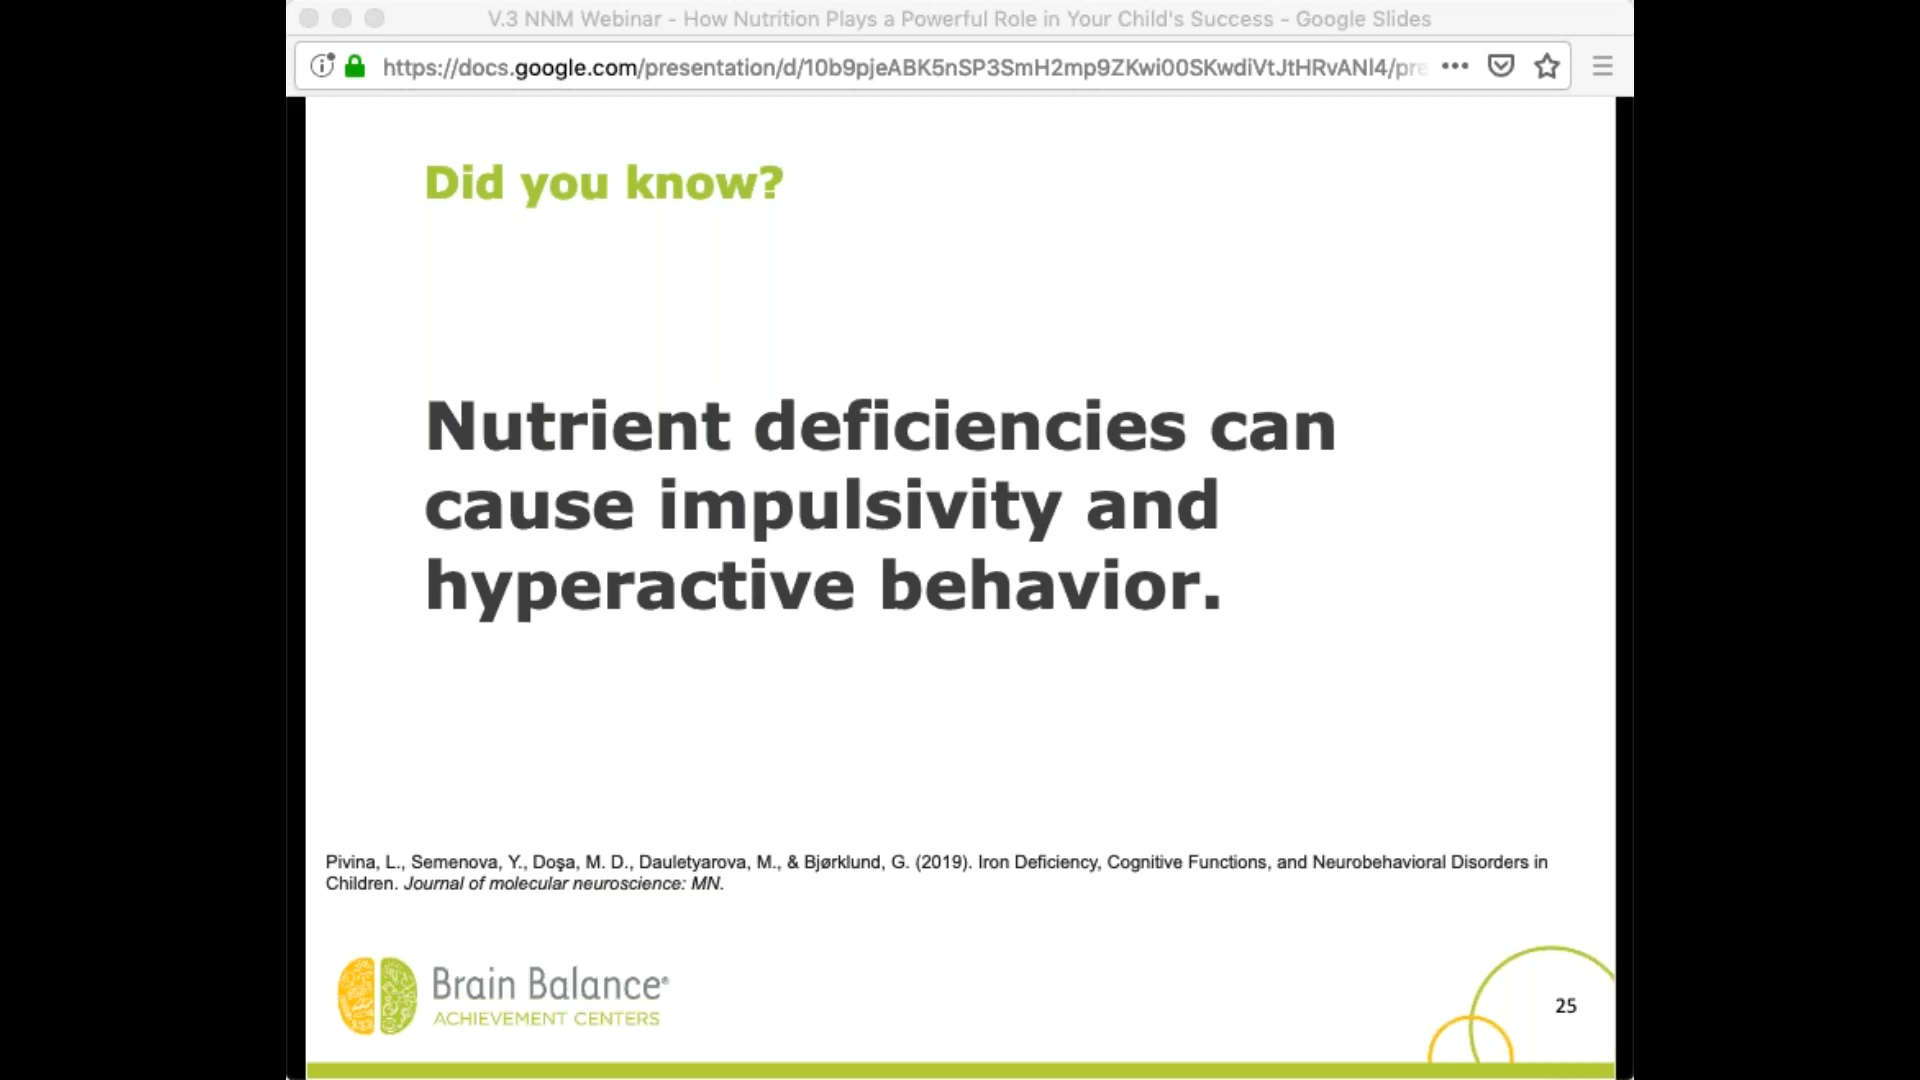 V.3 NNM Webinar - How Nutrition Plays a Powerful Role in Your Child's Success - Google Slides
https://docs.google.com/presentation/d/10b9pjeABK5nSP3SmH2mp9ZKwi00SKwdiVtJtHRvANI4/pre
Did you know?
Nutrient deficiencies can
cause impulsivity and
hyperactive behavior.
Pivina, L., Semenova, Y., Doşa, M. D., Dauletyarova, M., & Bjørklund, G. (2019). Iron Deficiency, Cognitive Functions, and Neurobehavioral Disorders in
Children. Journal of molecular neuroscience: MN.
Brain Balance®
ACHIEVEMENT CENTERS
25